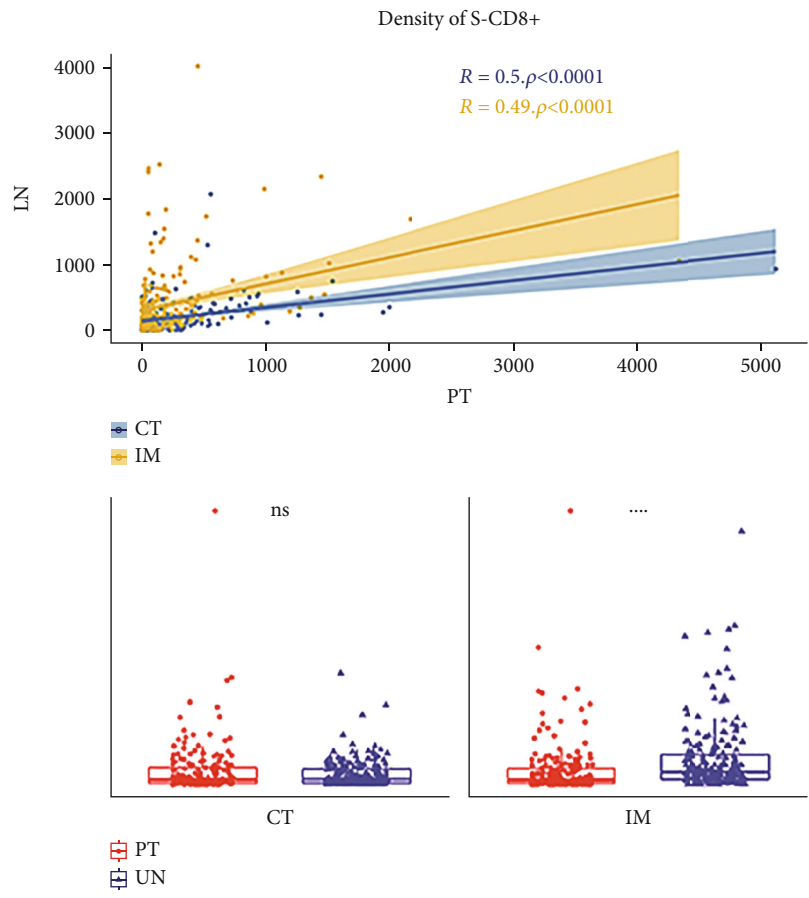 Density of S-CD8+
R = 0.5.ρ<0.0001
R = 0.49.ρ<0.0001
LN
4000
3000
2000
1000
0
0 1000 2000 3000 4000 5000
PT
CT
IM
ns ....
CT IM
PT
UN